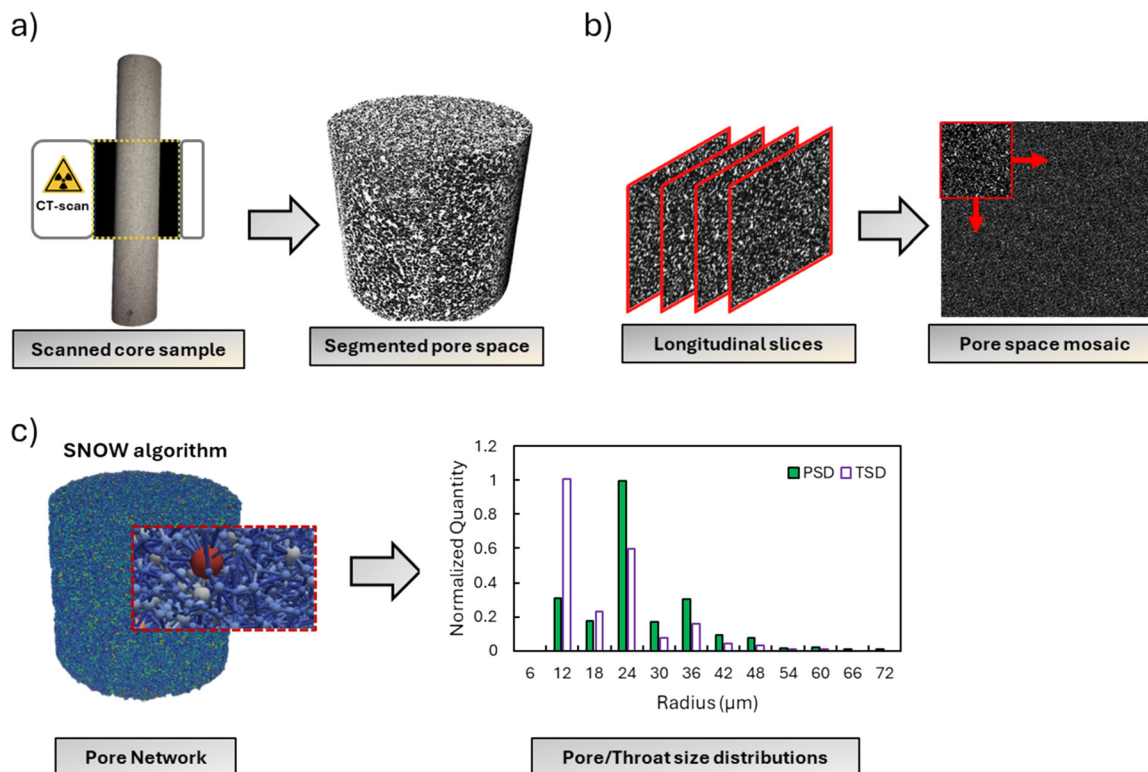 a)
CT-scan
Scanned core sample
Segmented pore space
b)
Longitudinal slices
Pore space mosaic
c)
SNOW algorithm
Pore Network
Normalized Quantity
1.2
1
0.8
0.6
0.4
0.2
0
PSD TSD
6 12 18 24 30 36 42 48 54 60 66 72
Radius (µm)
Pore/Throat size distributions